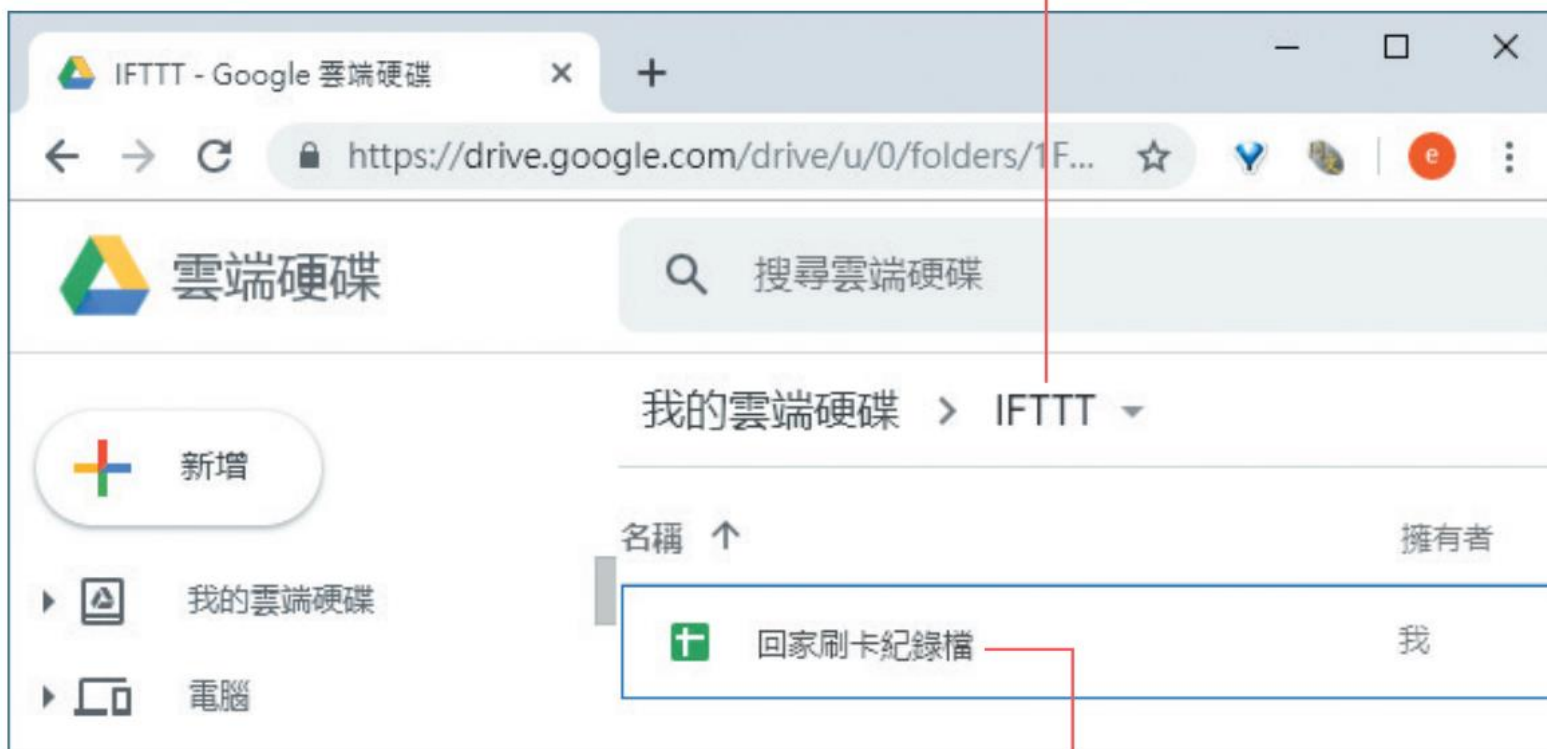 IFTTT - Google 雲端硬碟
https://drive.google.com/drive/u/0/folders/1F... e
雲端硬碟 搜尋雲端硬碟
我的雲端硬碟 > IFTTT
新增
名稱 擁有者
我的雲端硬碟
回家刷卡紀錄檔 我
電腦